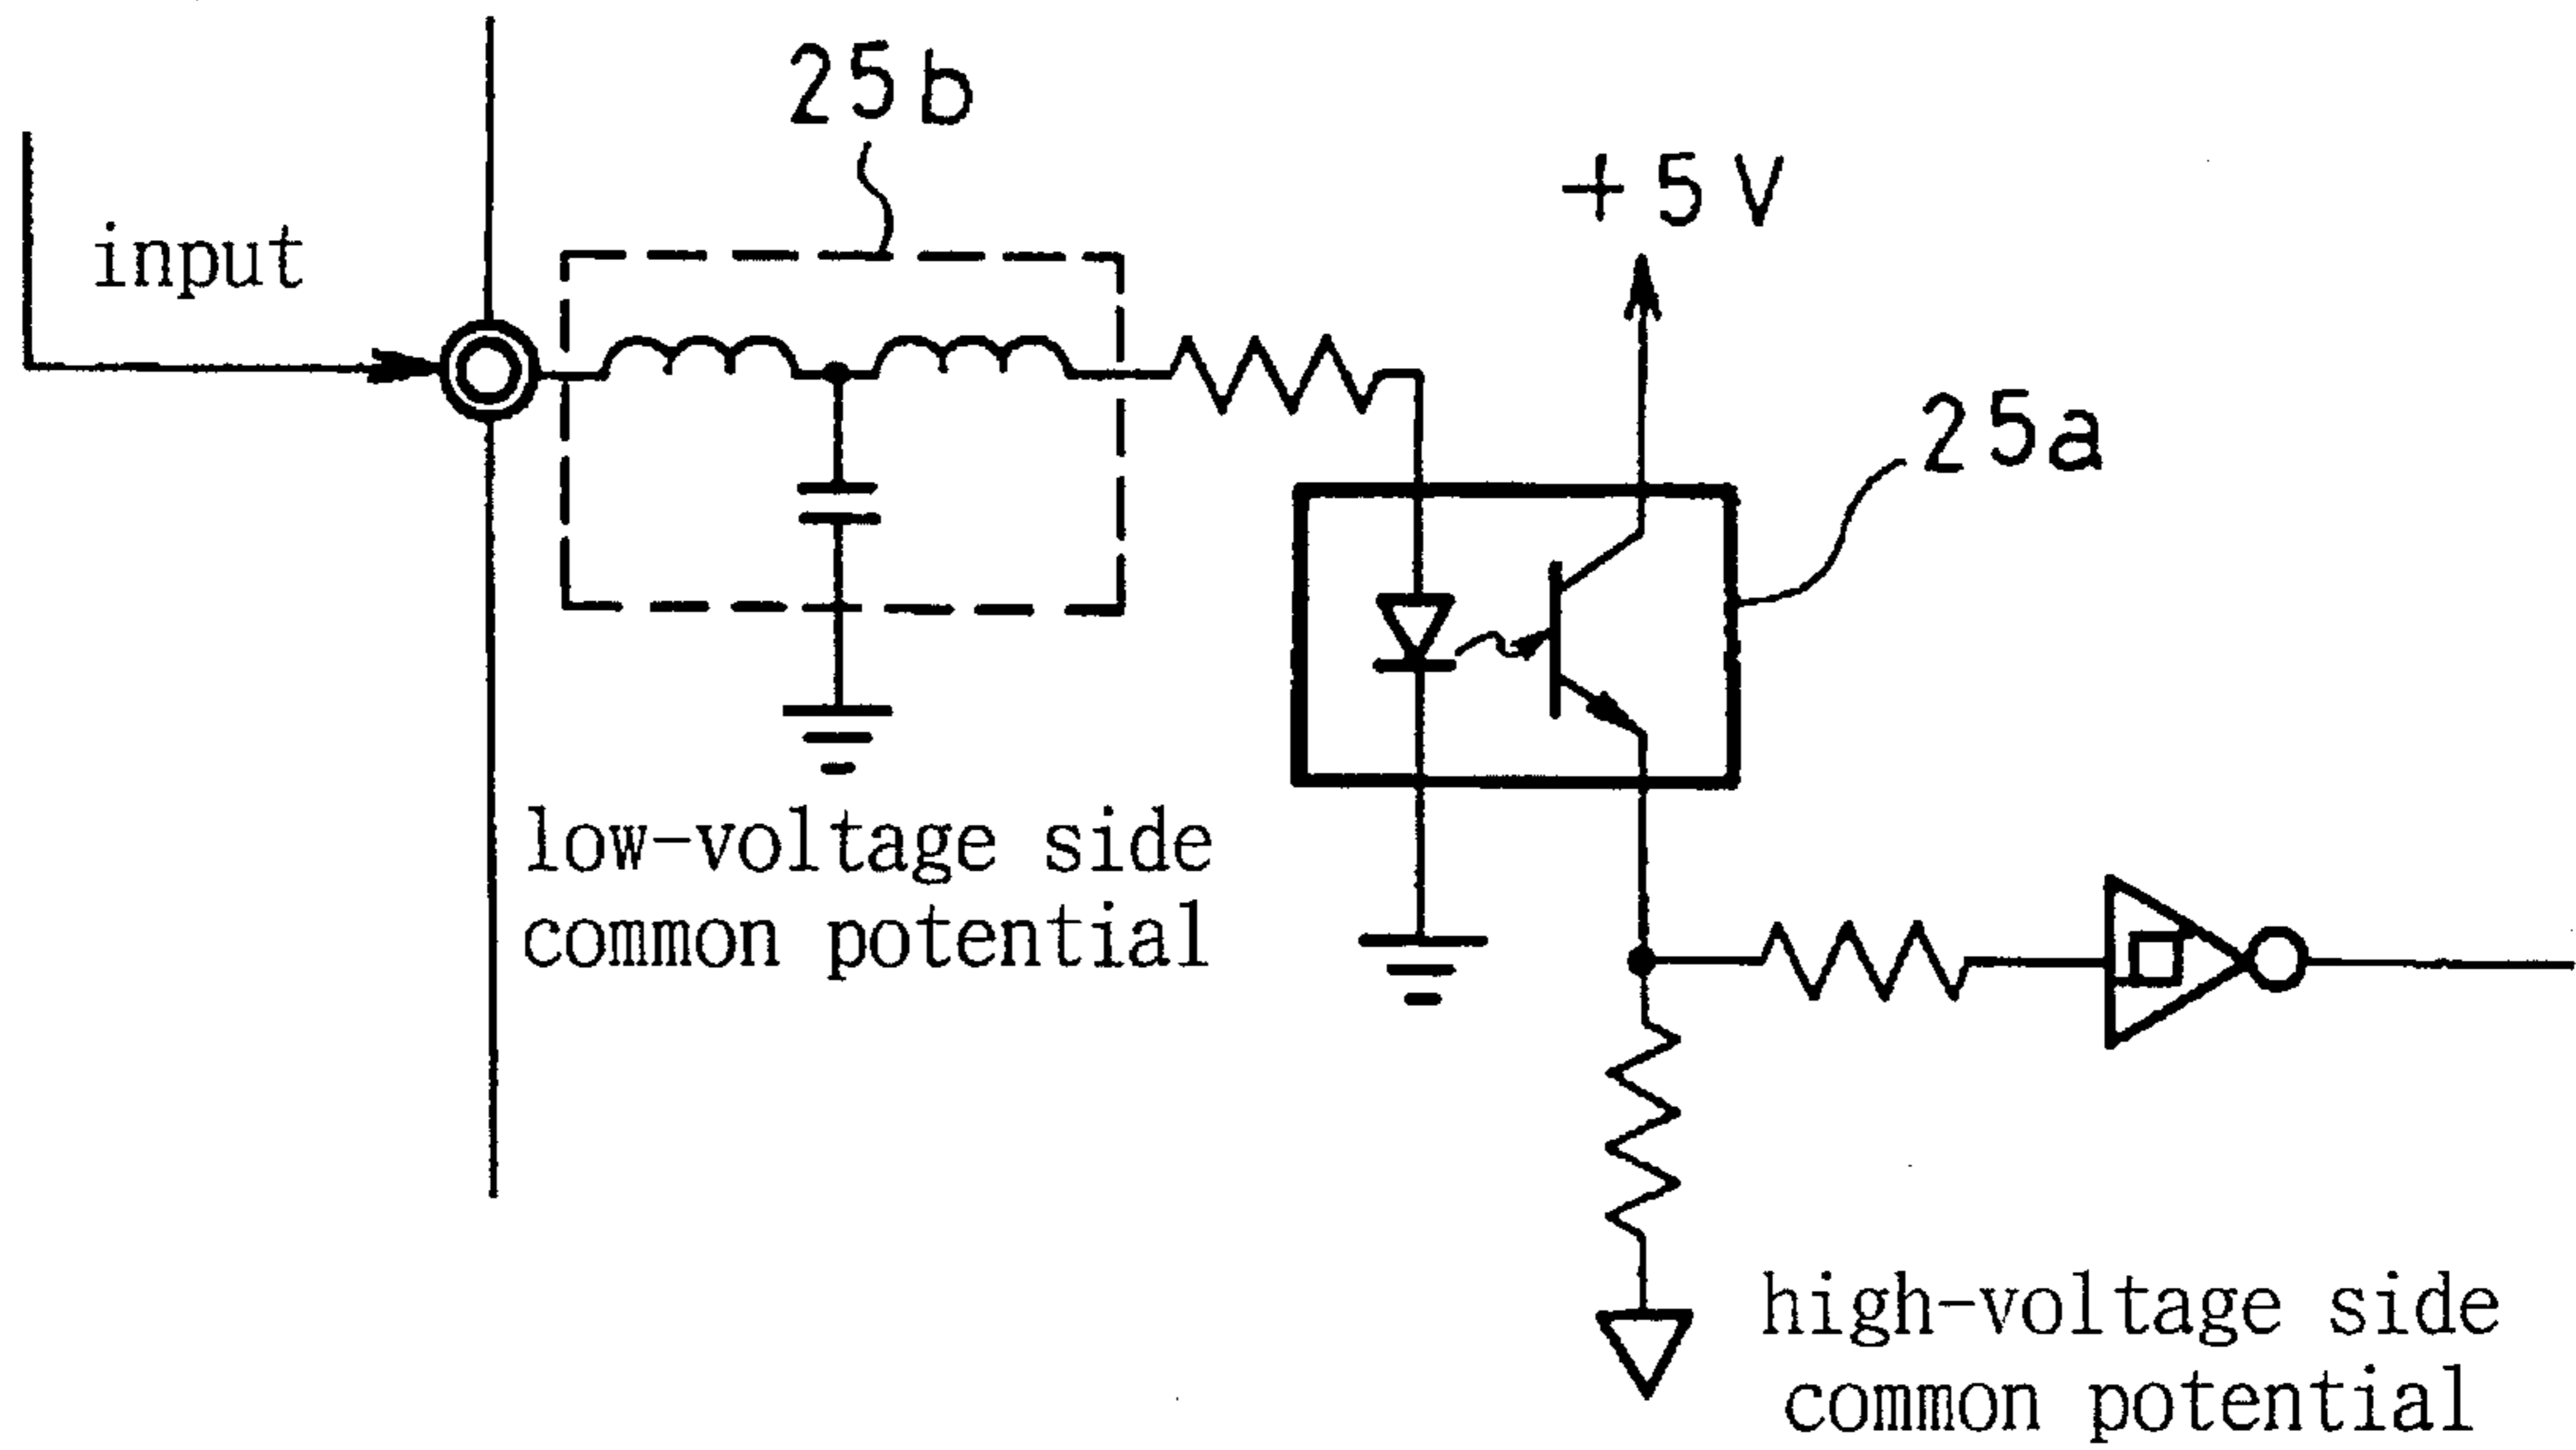 25b
input
+5V
25a
low-voltage side
common potential
high-voltage side
common potential